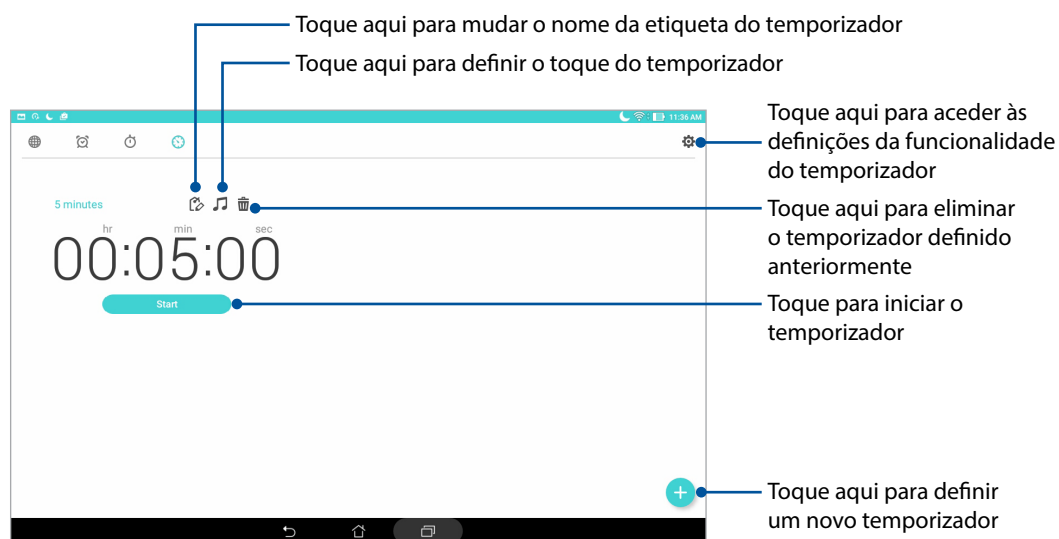 Toque aqui para mudar o nome da etiqueta do temporizador
Toque aqui para definir o toque do temporizador
11:36 AM
Toque aqui para aceder às
definições da funcionalidade
do temporizador
5 minutes
Toque aqui para eliminar
o temporizador definido
anteriormente
hr min sec
00:05:00
Start
Toque para iniciar o
temporizador
Toque aqui para definir
um novo temporizador